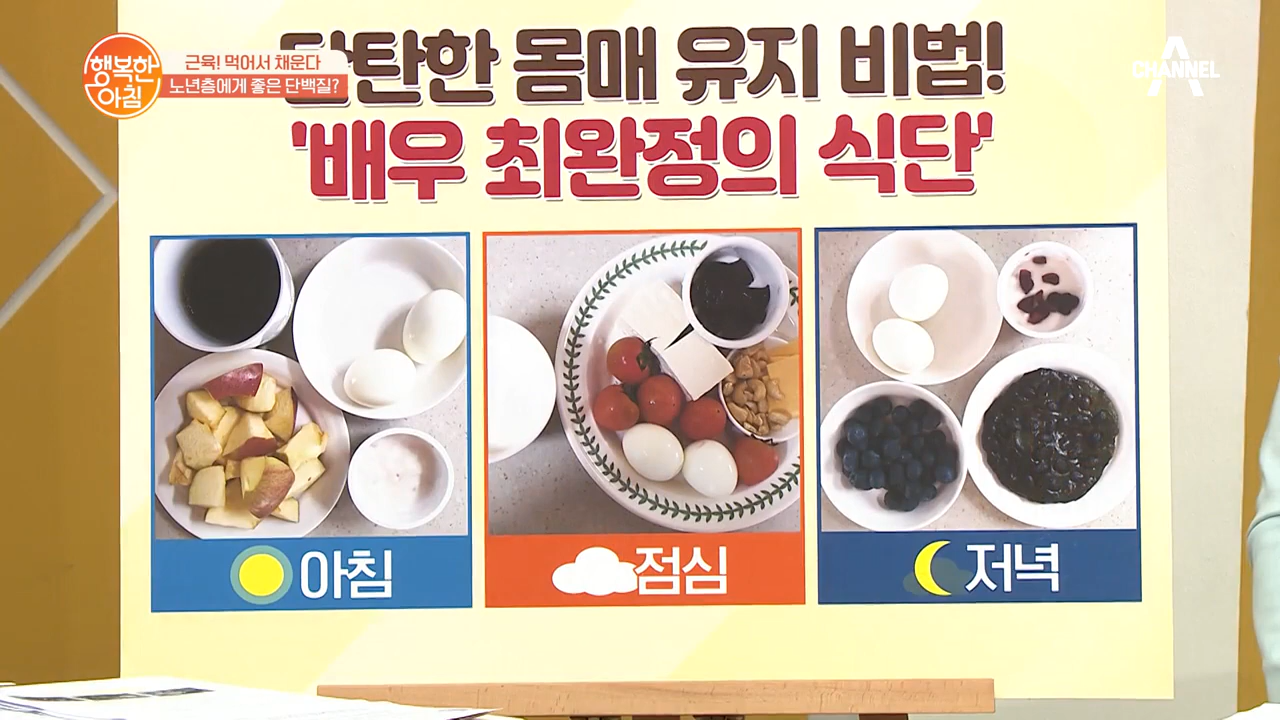 행복한
아침
근육! 먹어서 채운다
노년층에게 좋은 단백질?
CHANNEL A
탄탄한 몸매 유지 비법!
'배우 최완정의 식단'
아침
점심
저녁